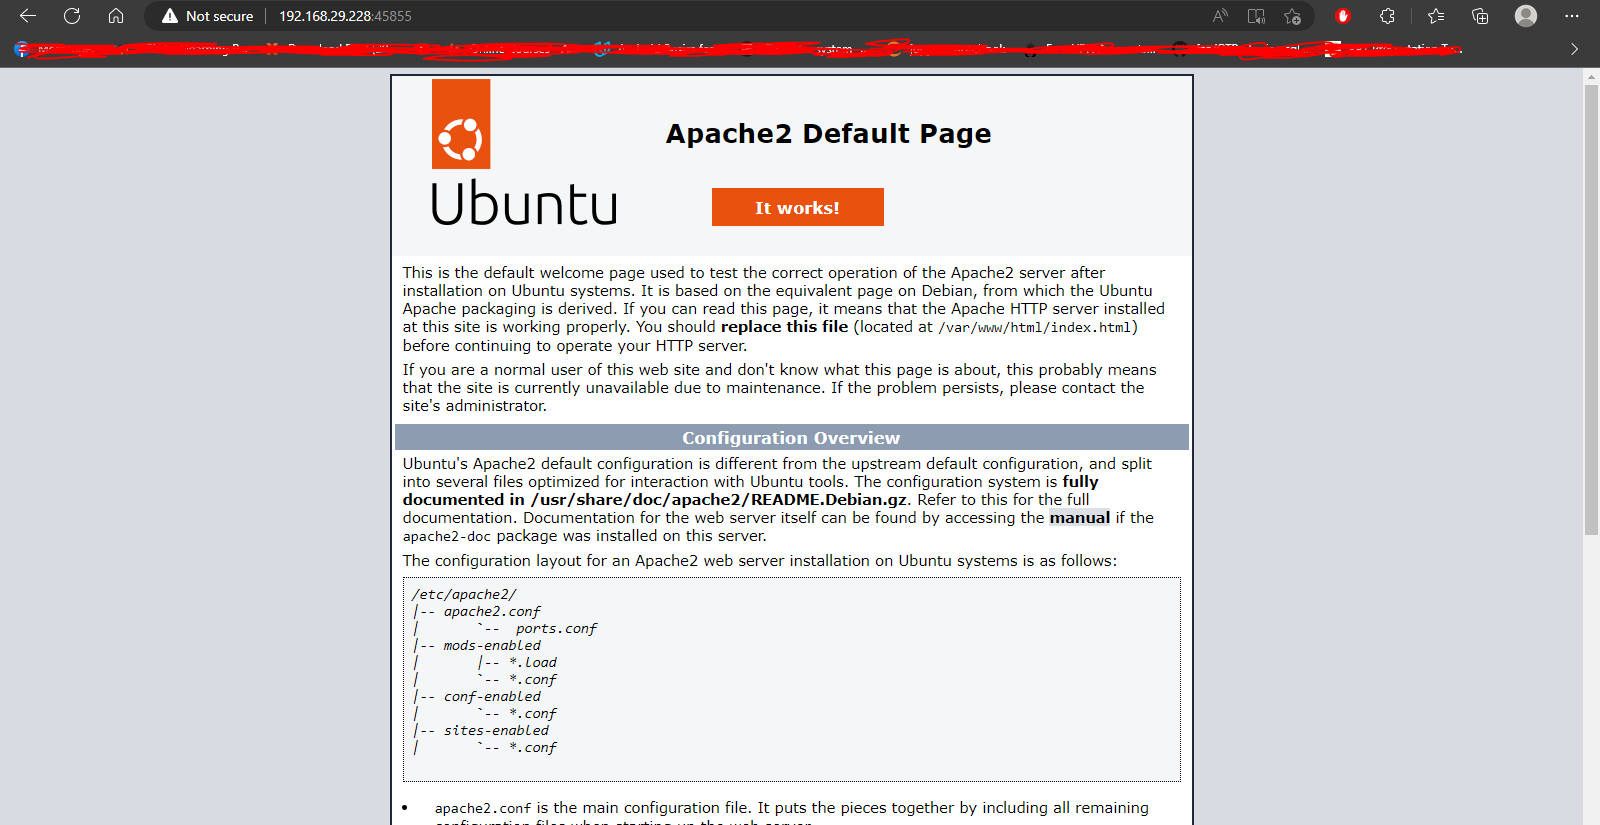 Not secure 192.168.29.228:45855
Apache2 Default Page
Ubuntu
It works!
This is the default welcome page used to test the correct operation of the Apache2 server after
installation on Ubuntu systems. It is based on the equivalent page on Debian, from which the Ubuntu
Apache packaging is derived. If you can read this page, it means that the Apache HTTP server installed
at this site is working properly. You should replace this file (located at /var/www/html/index.html)
before continuing to operate your HTTP server.
If you are a normal user of this web site and don't know what this page is about, this probably means
that the site is currently unavailable due to maintenance. If the problem persists, please contact the
site's administrator.
Configuration Overview
Ubuntu's Apache2 default configuration is different from the upstream default configuration, and split
into several files optimized for interaction with Ubuntu tools. The configuration system is fully
documented in /usr/share/doc/apache2/README.Debian.gz. Refer to this for the full
documentation. Documentation for the web server itself can be found by accessing the manual if the
apache2-doc package was installed on this server.
The configuration layout for an Apache2 web server installation on Ubuntu systems is as follows:
/etc/apache2/
|-- apache2.conf
|       `--  ports.conf
|-- mods-enabled
|       |-- *.load
|       `-- *.conf
|-- conf-enabled
|       `-- *.conf
|-- sites-enabled
|       `-- *.conf
• apache2.conf is the main configuration file. It puts the pieces together by including all remaining
configuration files when starting up the web server.